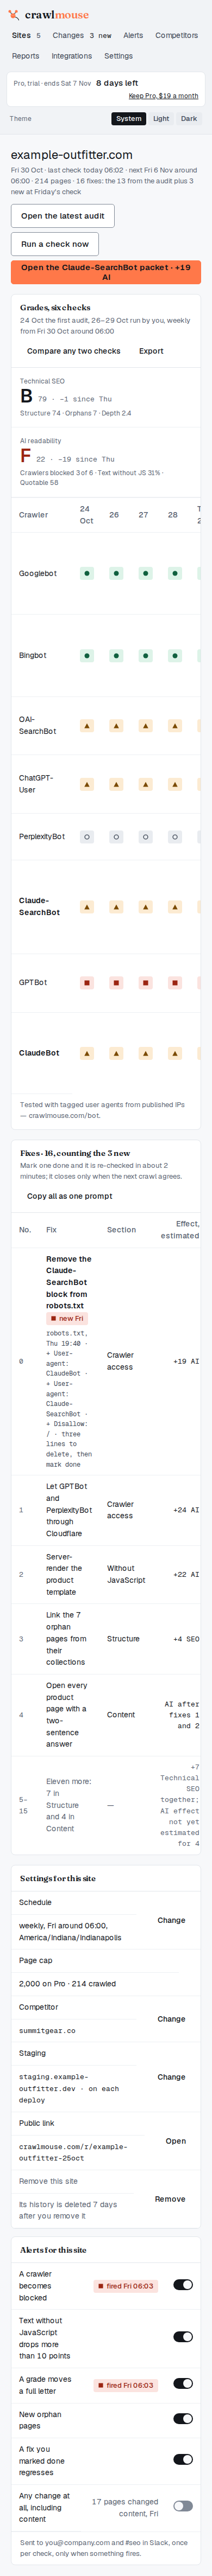 crawlmouse
Sites 5 Changes 3 new Alerts Competitors
Reports Integrations Settings
Pro, trial · ends Sat 7 Nov 8 days left
Keep Pro, $19 a month
Theme System Light Dark
example-outfitter.com
Fri 30 Oct · last check today 06:02 · next Fri 6 Nov around
06:00 · 214 pages · 16 fixes: the 13 from the audit plus 3
new at Friday's check
Open the latest audit
Run a check now
Open the Claude-SearchBot packet · +19
AI
Grades, six checks
24 Oct the first audit, 26–29 Oct run by you, weekly
from Fri 30 Oct around 06:00
Compare any two checks Export
Technical SEO
B 79 · −1 since Thu
Structure 74 · Orphans 7 · Depth 2.4
AI readability
F 22 · −19 since Thu
Crawlers blocked 3 of 6 · Text without JS 31% ·
Quotable 58
Crawler 24
Oct 26 27 28
Googlebot
Bingbot
OAI-
SearchBot
ChatGPT-
User
PerplexityBot
Claude-
SearchBot
GPTBot
ClaudeBot
Tested with tagged user agents from published IPs
— crawlmouse.com/bot.
Fixes · 16, counting the 3 new
Mark one done and it is re-checked in about 2
minutes; it closes only when the next crawl agrees.
Copy all as one prompt
No. Fix Section Effect,
estimated
0 Remove the
Claude-
SearchBot
block from
robots.txt
new Fri
robots.txt,
Thu 19:40 ·
+ User-
agent:
ClaudeBot ·
+ User-
agent:
Claude-
SearchBot ·
+ Disallow:
/ · three
lines to
delete, then
mark done
Crawler
access
+19 AI
1 Let GPTBot
and
PerplexityBot
through
Cloudflare
Crawler
access
+24 AI
2 Server-
render the
product
template
Without
JavaScript
+22 AI
3 Link the 7
orphan
pages from
their
collections
Structure
+4 SEO
4 Open every
product
page with a
two-
sentence
answer
Content
AI after
fixes 1
and 2
5–
15
Eleven more:
7 in
Structure
and 4 in
Content
—
+7
Technical
SEO
together;
AI effect
not yet
estimated
for 4
Settings for this site
Schedule
weekly, Fri around 06:00,
America/Indiana/Indianapolis
Change
Page cap
2,000 on Pro · 214 crawled
Competitor
summitgear.co
Change
Staging
staging.example-
outfitter.dev · on each
deploy
Change
Public link
crawlmouse.com/r/example-
outfitter-25oct
Open
Remove this site
Its history is deleted 7 days
after you remove it
Remove
Alerts for this site
A crawler
becomes
blocked
fired Fri 06:03
Text without
JavaScript
drops more
than 10 points
A grade moves
a full letter
fired Fri 06:03
New orphan
pages
A fix you
marked done
regresses
Any change at
all, including
content
17 pages changed
content, Fri
Sent to you@company.com and #seo in Slack, once
per check, only when something fires.